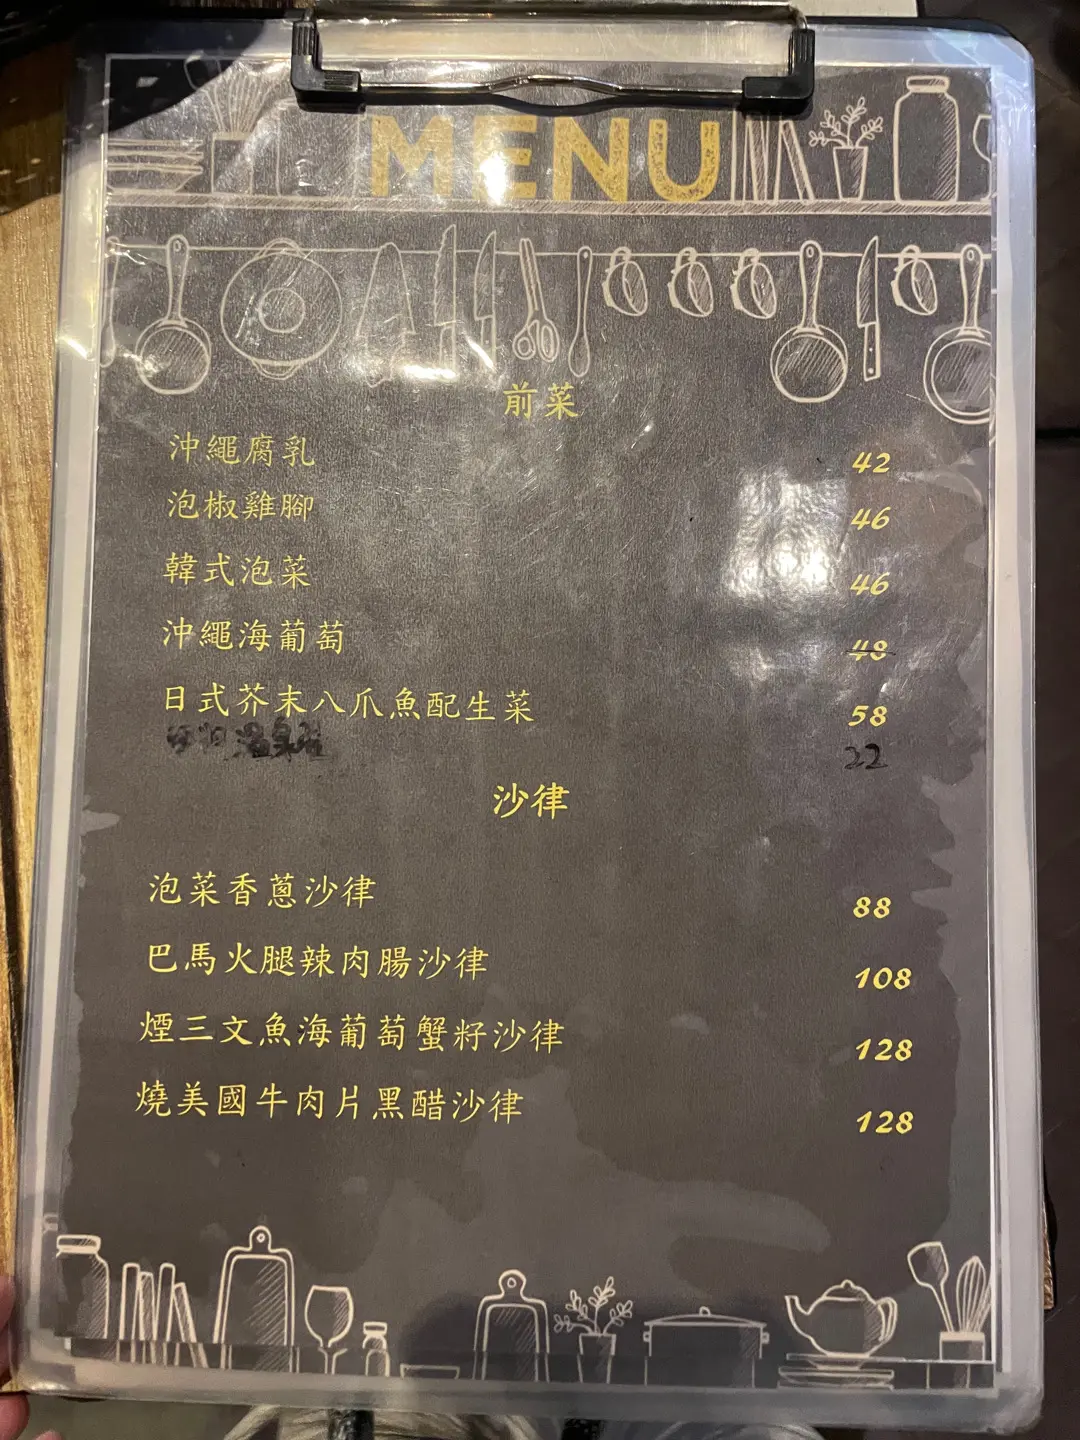 MENU
前菜
沖繩腐乳 42
泡椒雞腳 46
韓式泡菜 46
沖繩海葡萄 48
日式芥末八爪魚配生菜 58
溫泉 22
沙律
泡菜香蔥沙律 88
巴馬火腿辣肉腸沙律 108
煙三文魚海葡萄蟹籽沙律 128
燒美國牛肉片黑醋沙律 128